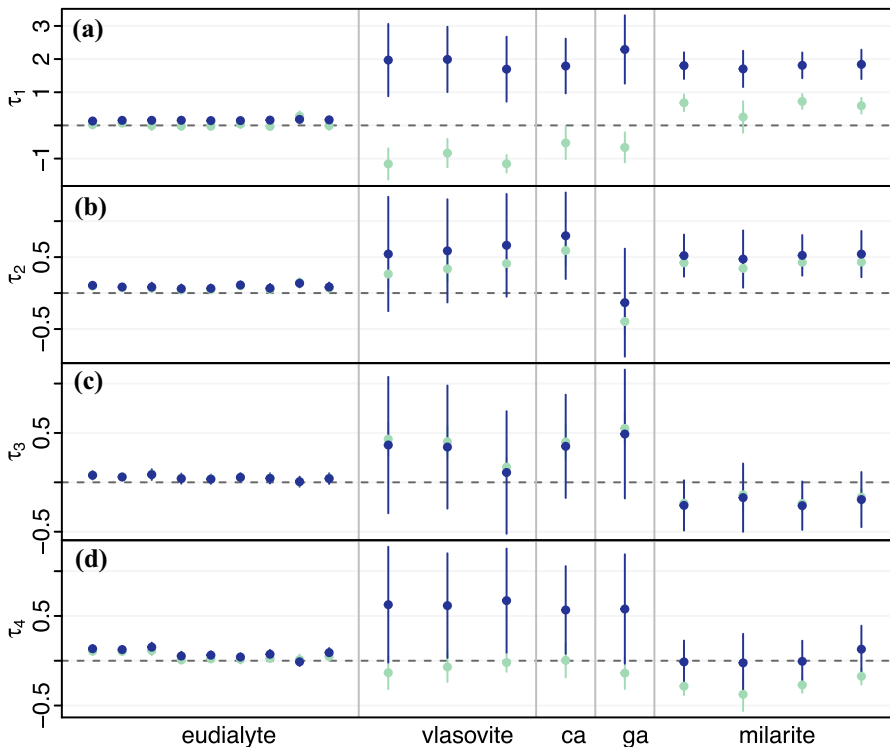 (a)
3
2
1
−1
τ1
(b)
0.5
−0.5
τ2
(c)
0.5
−0.5
τ3
(d)
0.5
−0.5
τ4
eudialyte vlasovite ca ga milarite